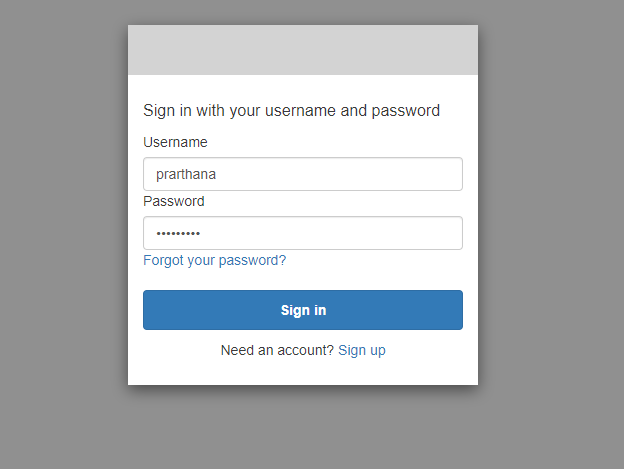 Sign in with your username and password
Username
prarthana
Password
•••••••••
Forgot your password?
Sign in
Need an account? Sign up